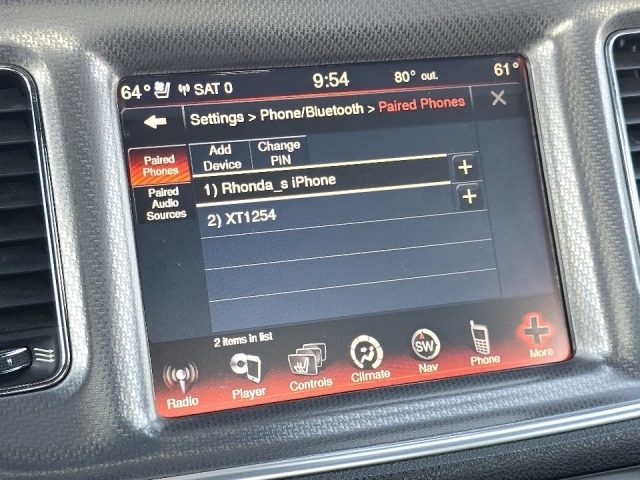 64° SAT 0 9:54 80° out. 61°
Settings > Phone/Bluetooth > Paired Phones
Paired
Phones
Add
Device
Change
PIN
Paired
Audio
Sources
1) Rhonda_s iPhone
2) XT1254
2 items in list
Radio Player Controls Climate SW Nav Phone More